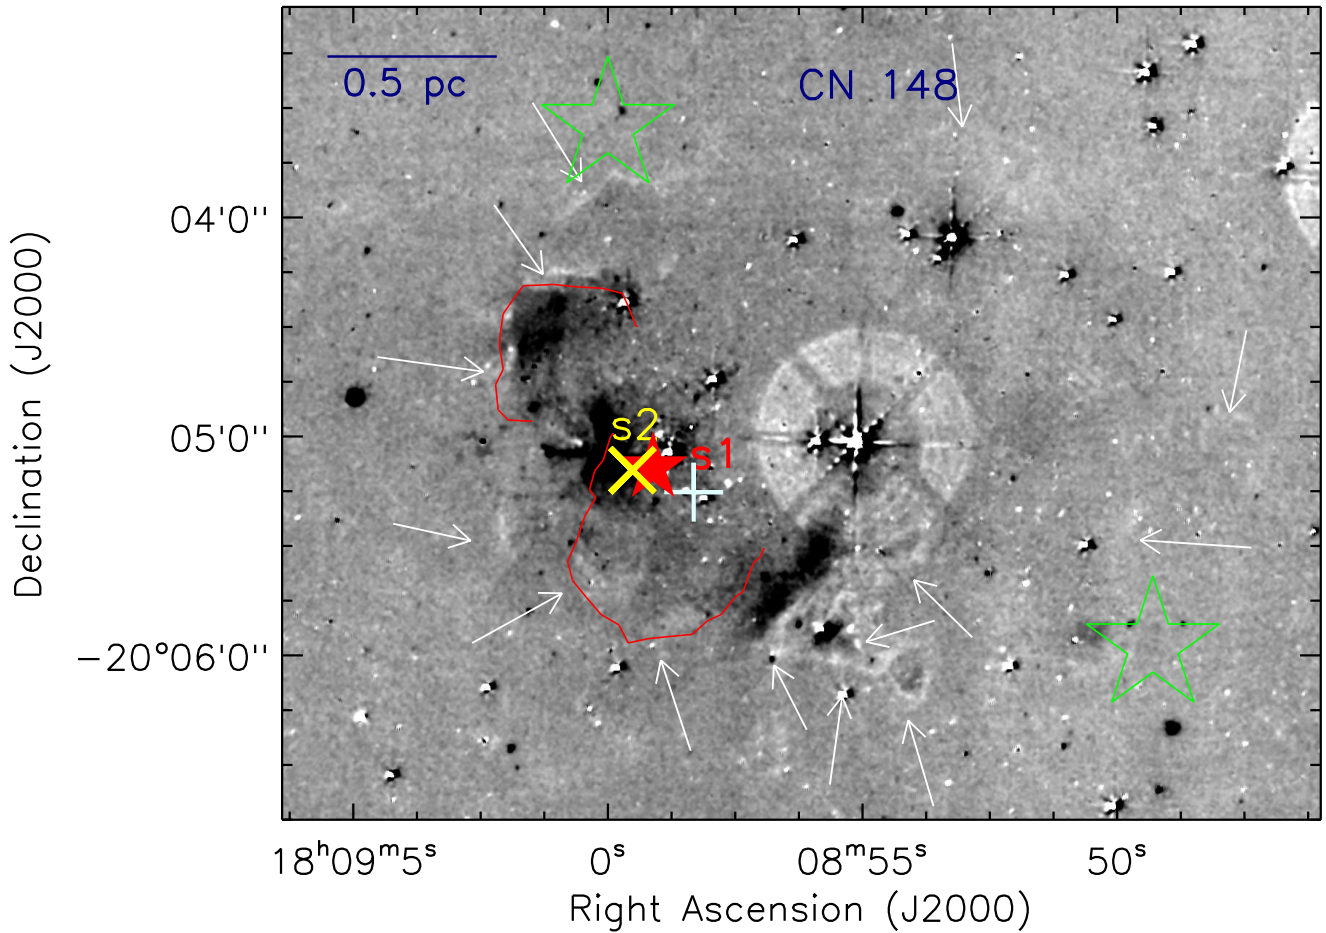 0.5 pc
CN 148
04'0''
05'0''
−20°06'0''
s2
s1
18ʰ09ᵐ5ˢ
0ˢ
08ᵐ55ˢ
50ˢ
Right Ascension (J2000)
Declination (J2000)